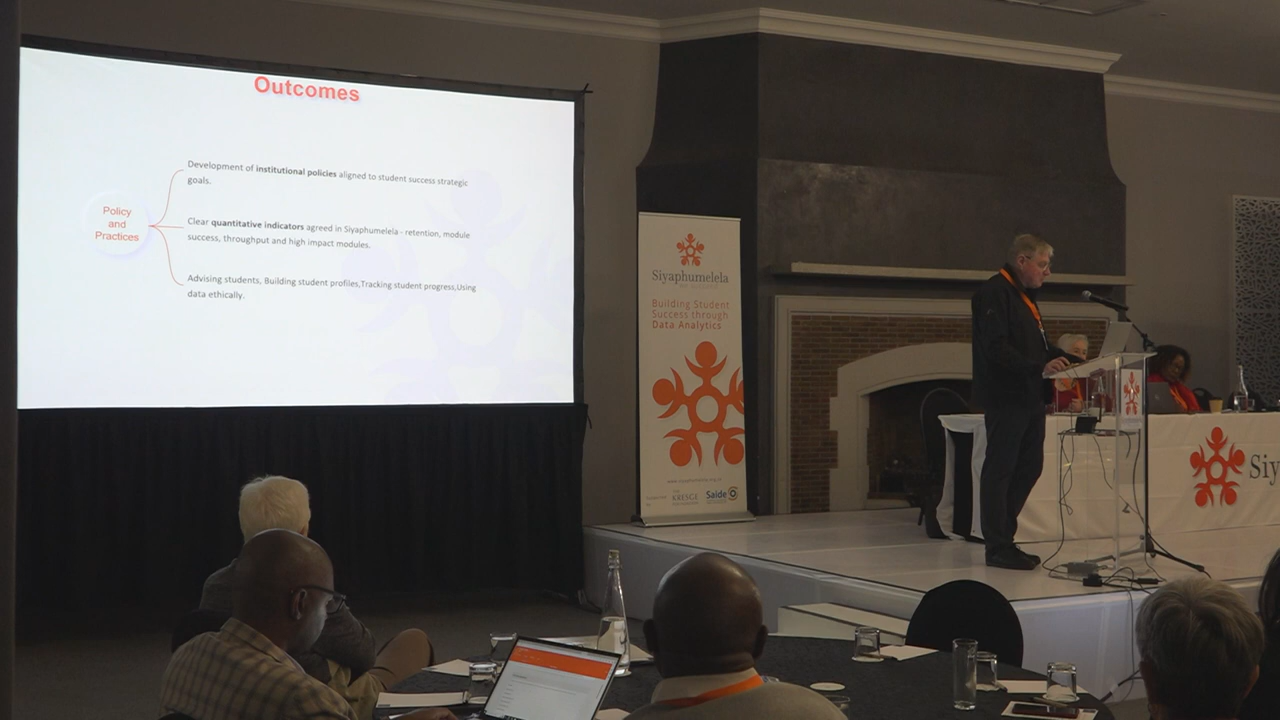 Outcomes
Policy
and
Practices
Development of institutional policies aligned to student success strategic
goals.
Clear quantitative indicators agreed in Siyaphumelela - retention, module
success, throughput and high impact modules.
Advising students, Building student profiles,Tracking student progress,Using
data ethically.
Siyaphumelela
Building Student
Success through
Data Analytics
KRESGE
Saide
Siy